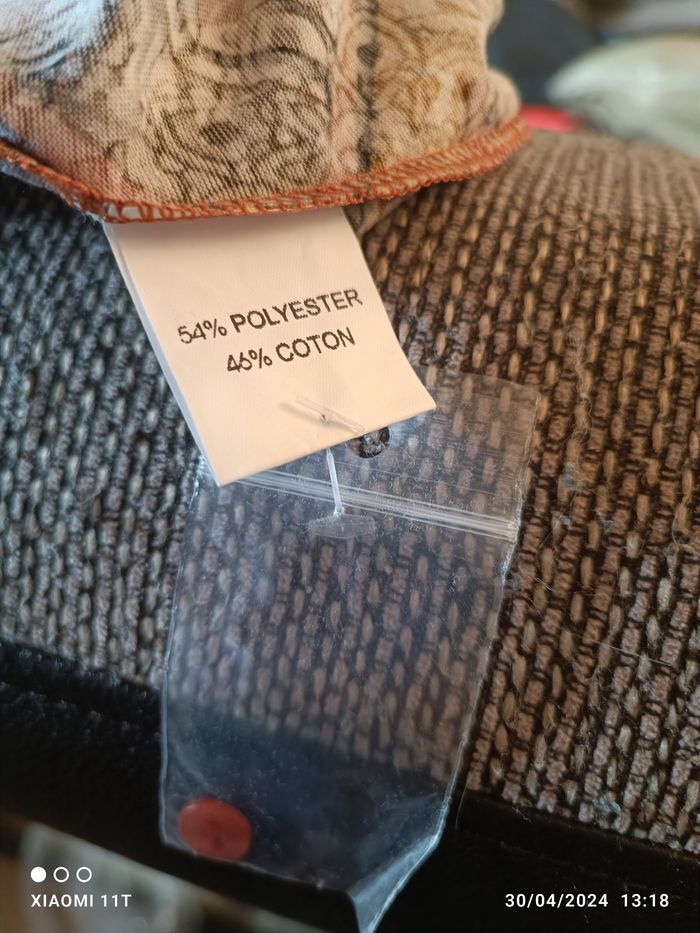 54% POLYESTER
46% COTON
XIAOMI 11T
30/04/2024 13:18